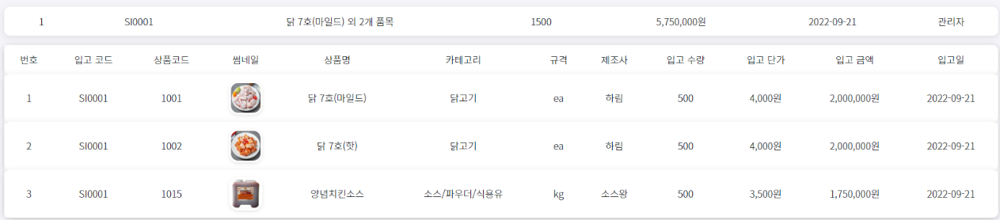 1 SI0001 닭 7호(마일드) 외 2개 품목 1500 5,750,000원 2022-09-21 관리자
번호 입고 코드 상품코드 썸네일 상품명 카테고리 규격 제조사 입고 수량 입고 단가 입고 금액 입고일
1 SI0001 1001 닭 7호(마일드) 닭고기 ea 하림 500 4,000원 2,000,000원 2022-09-21
2 SI0001 1002 닭 7호(핫) 닭고기 ea 하림 500 4,000원 2,000,000원 2022-09-21
3 SI0001 1015 양념치킨소스 소스/파우더/식용유 kg 소스왕 500 3,500원 1,750,000원 2022-09-21